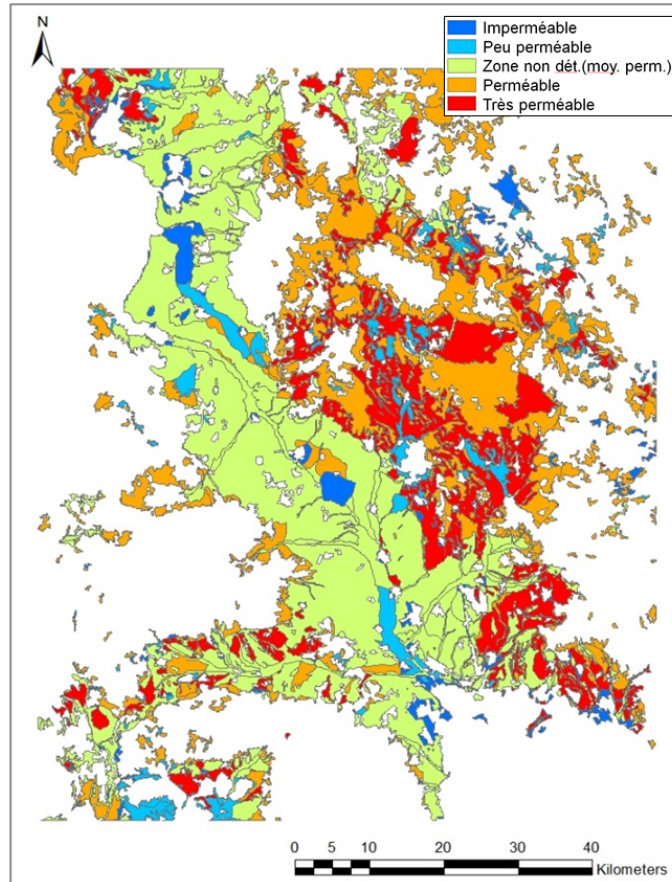 N
Imperméable
Peu perméable
Zone non dét.(moy. perm.)
Perméable
Très perméable
0 5 10 20 30 40
Kilometers